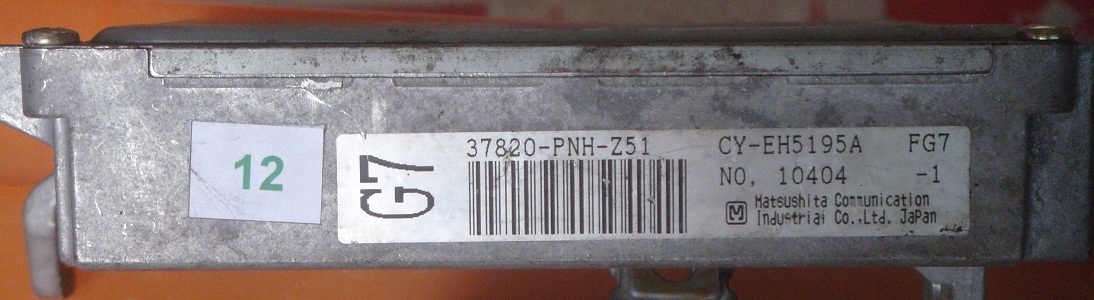 12
G7
37820-PNH-Z51
CY-EH5195A FG7
NO, 10404 -1
M Matsushita Communication
Industrial Co.,Ltd. JaPan